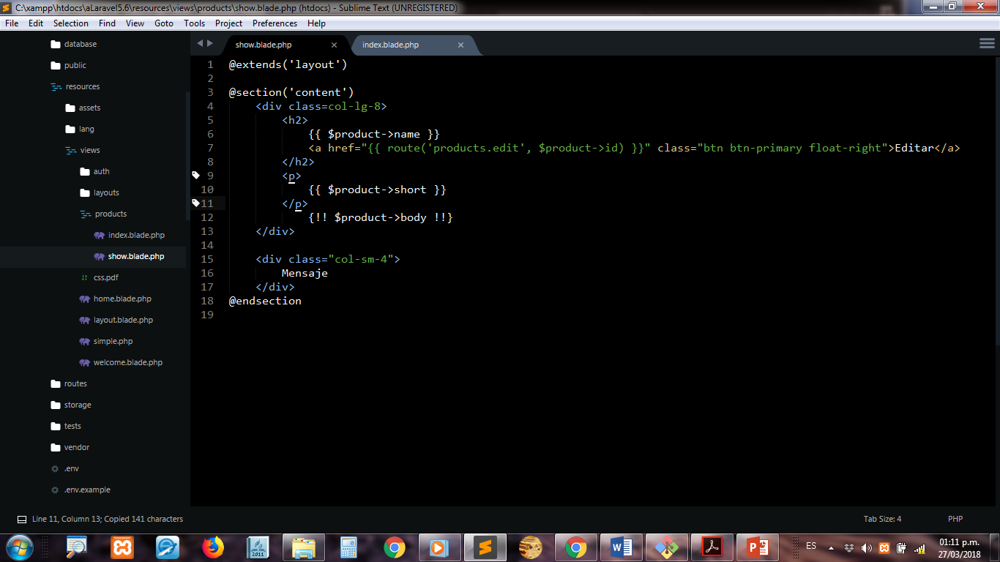 C:\xampp\htdocs\aLaravel5.6\resources\views\products\show.blade.php (htdocs) - Sublime Text (UNREGISTERED)
File Edit Selection Find View Goto Tools Project Preferences Help
database
public
resources
assets
lang
views
auth
layouts
products
index.blade.php
show.blade.php
css.pdf
home.blade.php
layout.blade.php
simple.php
welcome.blade.php
routes
storage
tests
vendor
.env
.env.example
show.blade.php × index.blade.php ×
1 @extends('layout')
2
3 @section('content')
4 <div class=col-lg-8>
5 <h2>
6 {{ $product->name }}
7 <a href="{{ route('products.edit', $product->id) }}" class="btn btn-primary float-right">Editar</a>
8 </h2>
9 <p>
10 {{ $product->short }}
11 </p>
12 {!! $product->body !!}
13 </div>
14
15 <div class="col-sm-4">
16 Mensaje
17 </div>
18 @endsection
19
Line 11, Column 13; Copied 141 characters Tab Size: 4 PHP
2011
ES
01:11 p.m.
27/03/2018